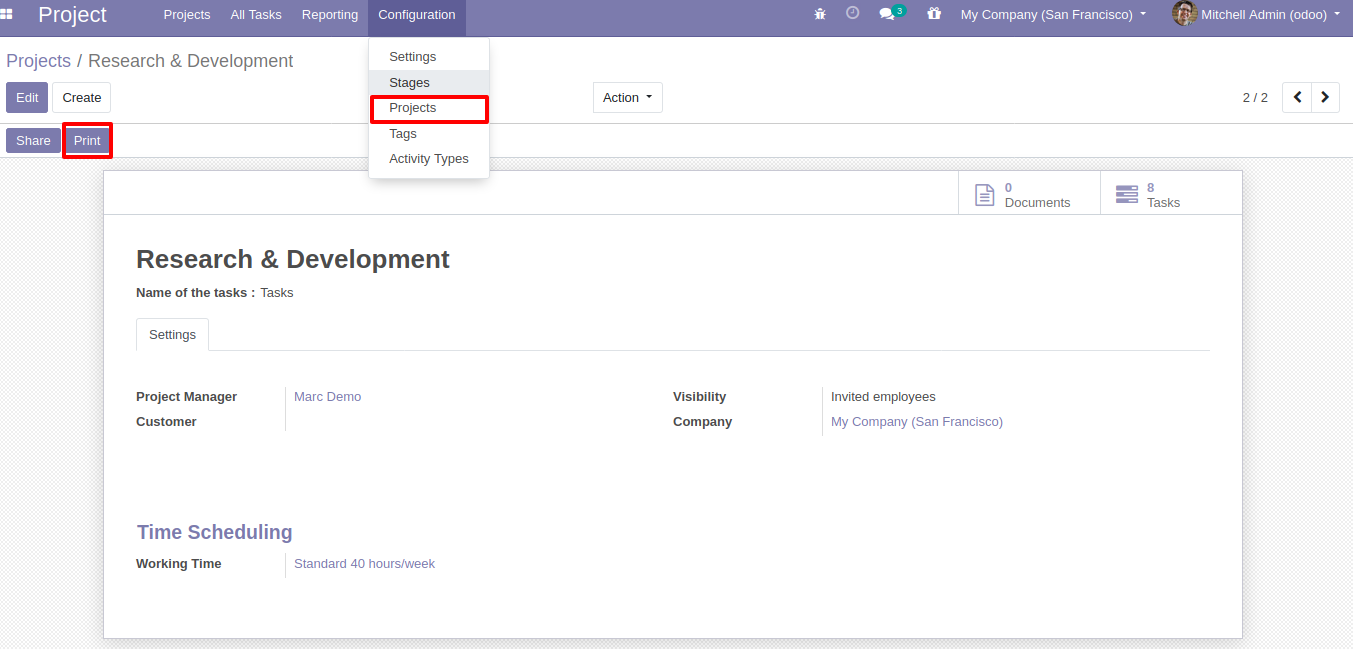 Project Projects All Tasks Reporting Configuration 3 My Company (San Francisco) Mitchell Admin (odoo)
Projects / Research & Development
Settings
Stages
Projects
Tags
Activity Types
Edit Create Action 2 / 2
Share Print
0 Documents
8 Tasks
Research & Development
Name of the tasks : Tasks
Settings
Project Manager Marc Demo
Customer
Visibility Invited employees
Company My Company (San Francisco)
Time Scheduling
Working Time Standard 40 hours/week